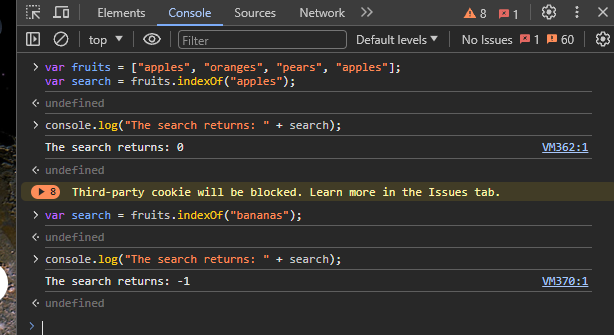 Elements Console Sources Network » 8 1
top Filter Default levels No Issues 1 60
> var fruits = ["apples", "oranges", "pears", "apples"];
var search = fruits.indexOf("apples");
undefined
> console.log("The search returns: " + search);
The search returns: 0 VM362:1
undefined
8 Third-party cookie will be blocked. Learn more in the Issues tab.
> var search = fruits.indexOf("bananas");
undefined
> console.log("The search returns: " + search);
The search returns: -1 VM370:1
undefined
>